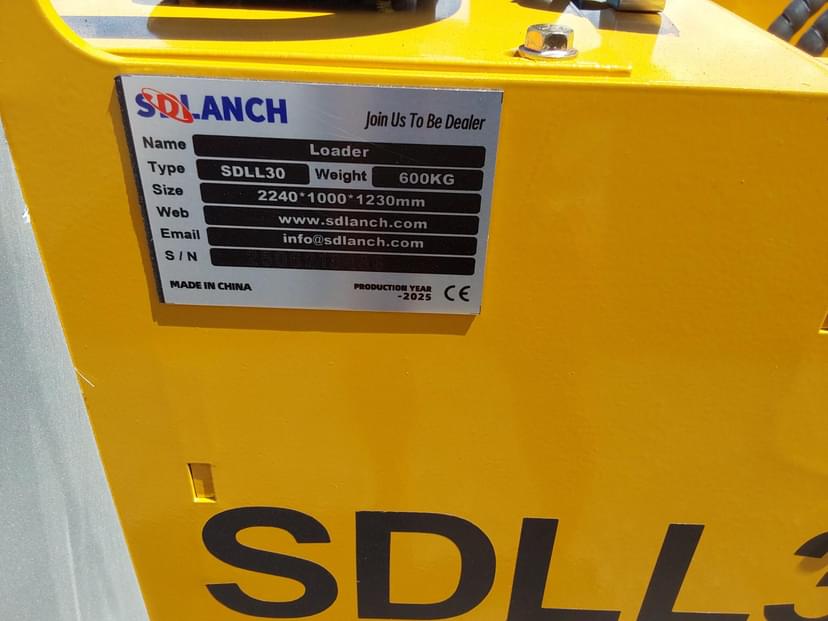 SDLANCH
Join Us To Be Dealer
Name Loader
Type SDLL30 Weight 600KG
Size 2240*1000*1230mm
Web www.sdlanch.com
Email info@sdlanch.com
S / N
MADE IN CHINA
PRODUCTION YEAR
-2025 CE
SDLL3